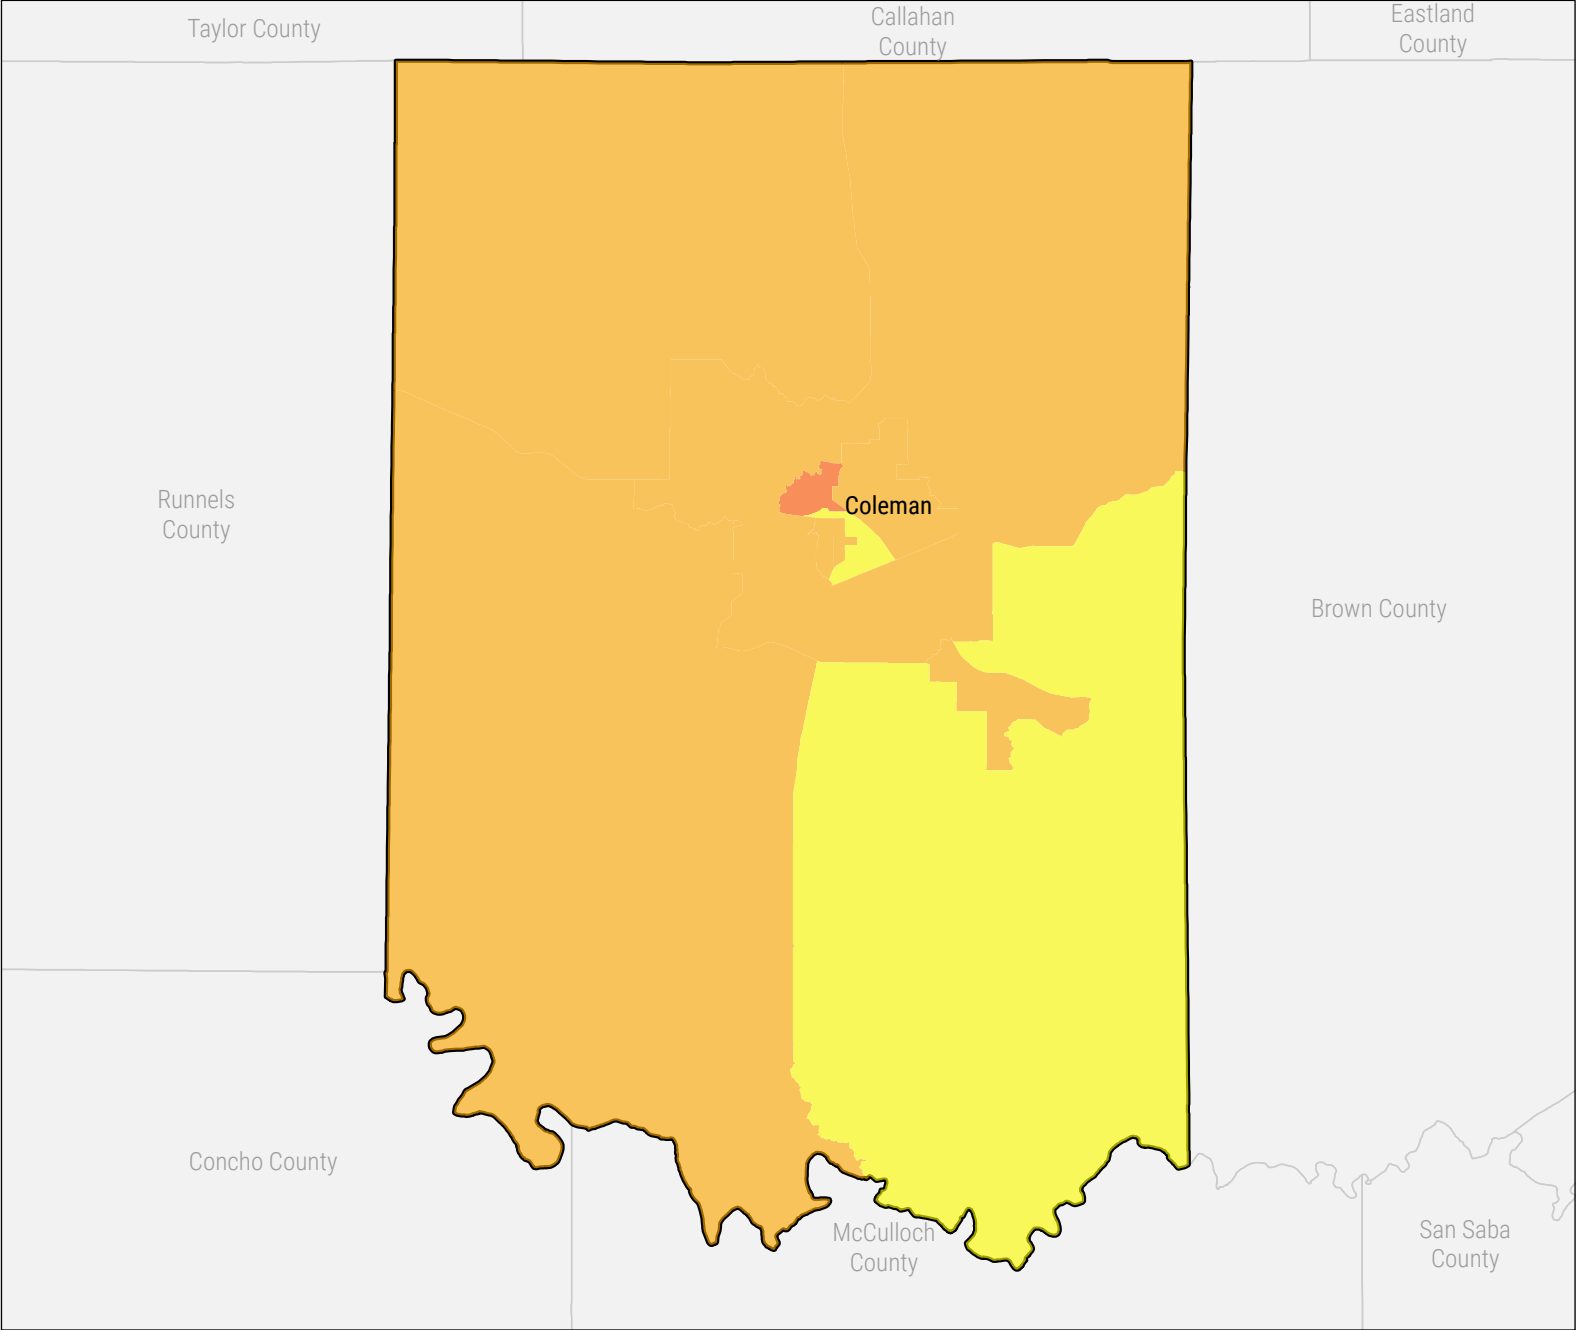 Taylor County
Callahan
County
Eastland
County
Runnels
County
Coleman
Brown County
Concho County
McCulloch
County
San Saba
County